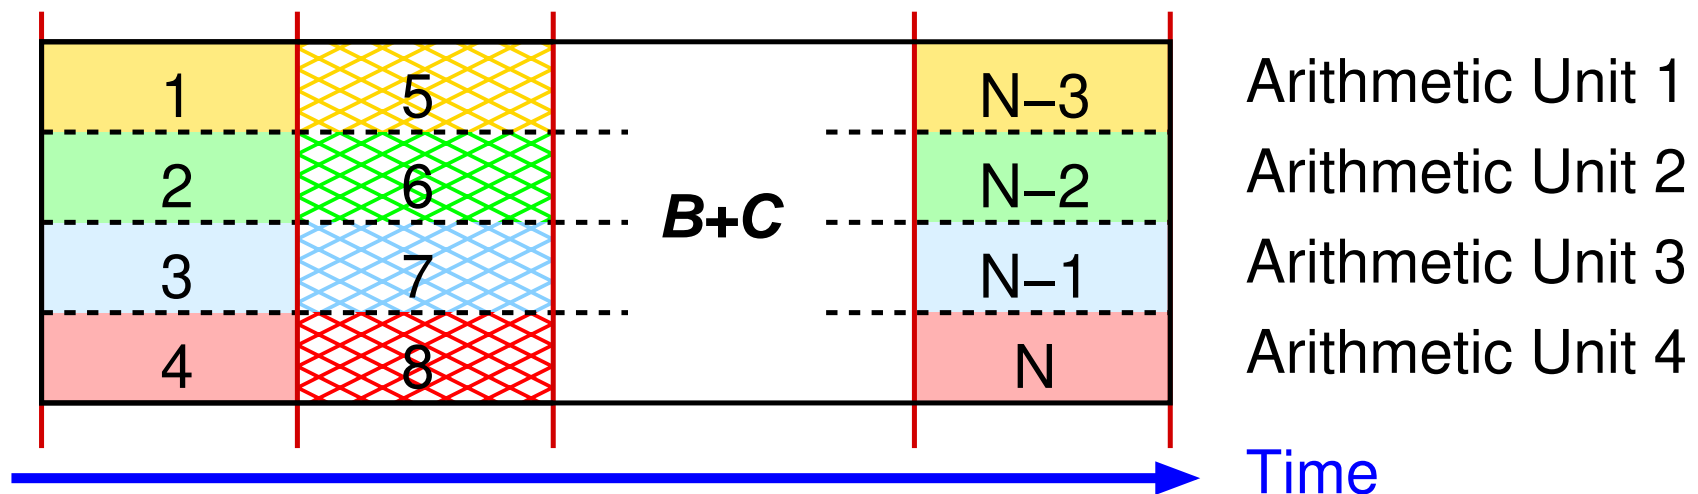 1 5 N−3 Arithmetic Unit 1
2 6 N−2 Arithmetic Unit 2
B+C
3 7 N−1 Arithmetic Unit 3
4 8 N Arithmetic Unit 4
Time